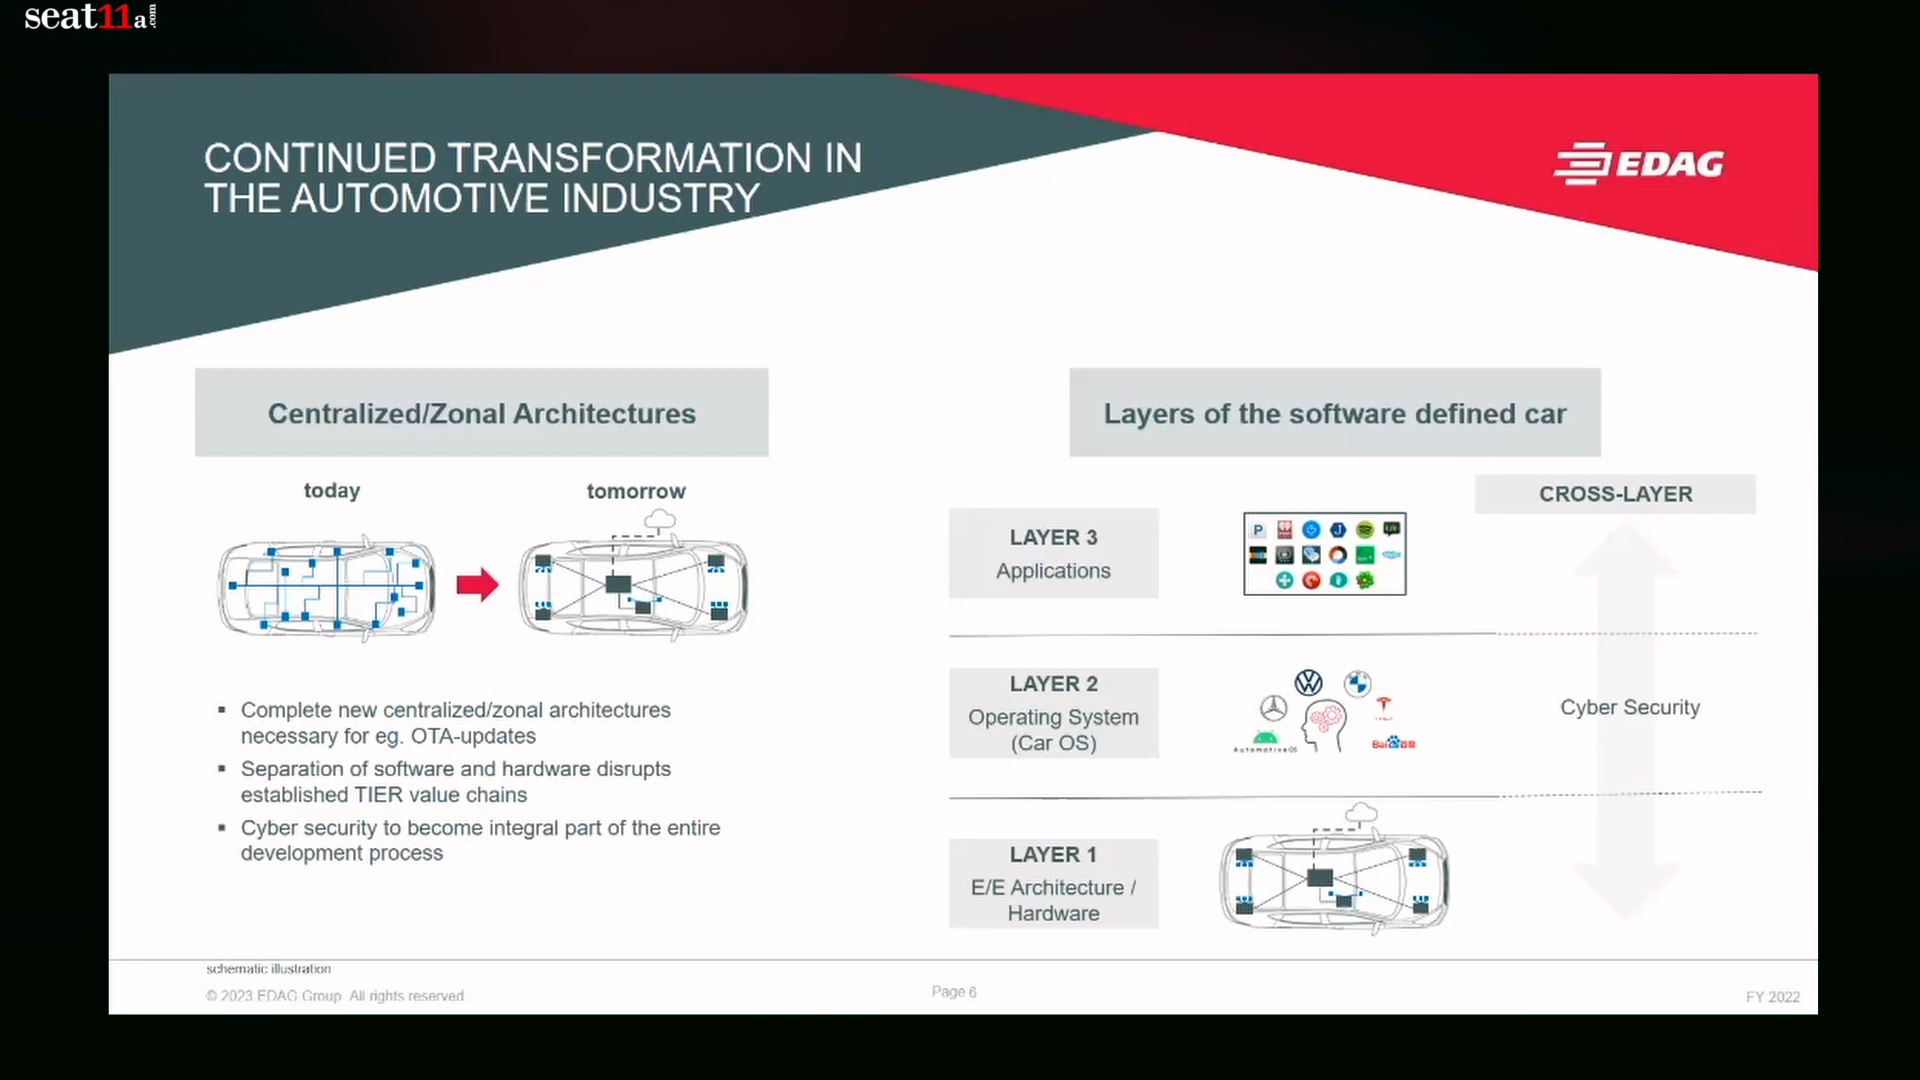 seat11a.com
CONTINUED TRANSFORMATION IN
THE AUTOMOTIVE INDUSTRY
EDAG
Centralized/Zonal Architectures
today
tomorrow
▪ Complete new centralized/zonal architectures
necessary for eg. OTA-updates
▪ Separation of software and hardware disrupts
established TIER value chains
▪ Cyber security to become integral part of the entire
development process
Layers of the software defined car
CROSS-LAYER
LAYER 3
Applications
P
LAYER 2
Operating System
(Car OS)
AutomotiveOS
Cyber Security
LAYER 1
E/E Architecture /
Hardware
schematic illustration
© 2023 EDAG Group. All rights reserved
Page 6
FY 2022